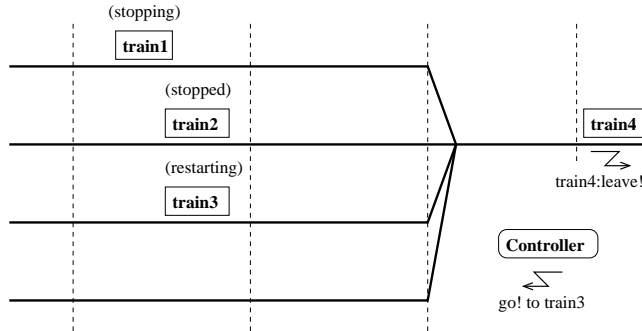 (stopping)
train1
(stopped)
train2
train4
train4:leave!
(restarting)
train3
Controller
go! to train3